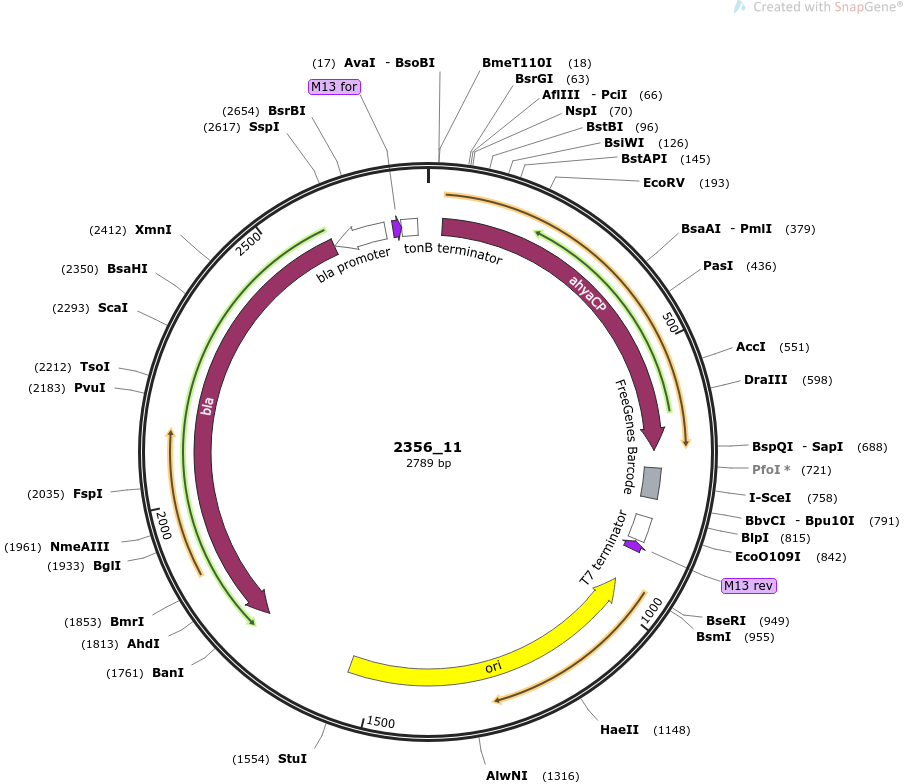 Created with SnapGene®
(17) AvaI - BsoBI
M13 for
(2654) BsrBI
(2617) SspI
BmeT110I (18)
BsrGI (63)
AflIII - PciI (66)
NspI (70)
BstBI (96)
BsiWI (126)
BstAPI (145)
EcoRV (193)
BsaAI - PmlI (379)
PasI (436)
500
AccI (551)
DraIII (598)
BspQI - SapI (688)
PfoI * (721)
I-SceI (758)
BbvCI - Bpu10I (791)
BlpI (815)
EcoO109I (842)
M13 rev
BseRI (949)
BsmI (955)
1000
HaeII (1148)
AlwNI (1316)
1500
(1554) StuI
(1761) BanI
(1813) AhdI
(1853) BmrI
(1933) BglI
(1961) NmeAIII
2000
(2035) FspI
(2183) PvuI
(2212) TsoI
(2293) ScaI
(2350) BsaHI
(2412) XmnI
2500
bla promoter
tonB terminator
ahyaCP
FreeGenes Barcode
T7 terminator
ori
bla
2356_11
2789 bp